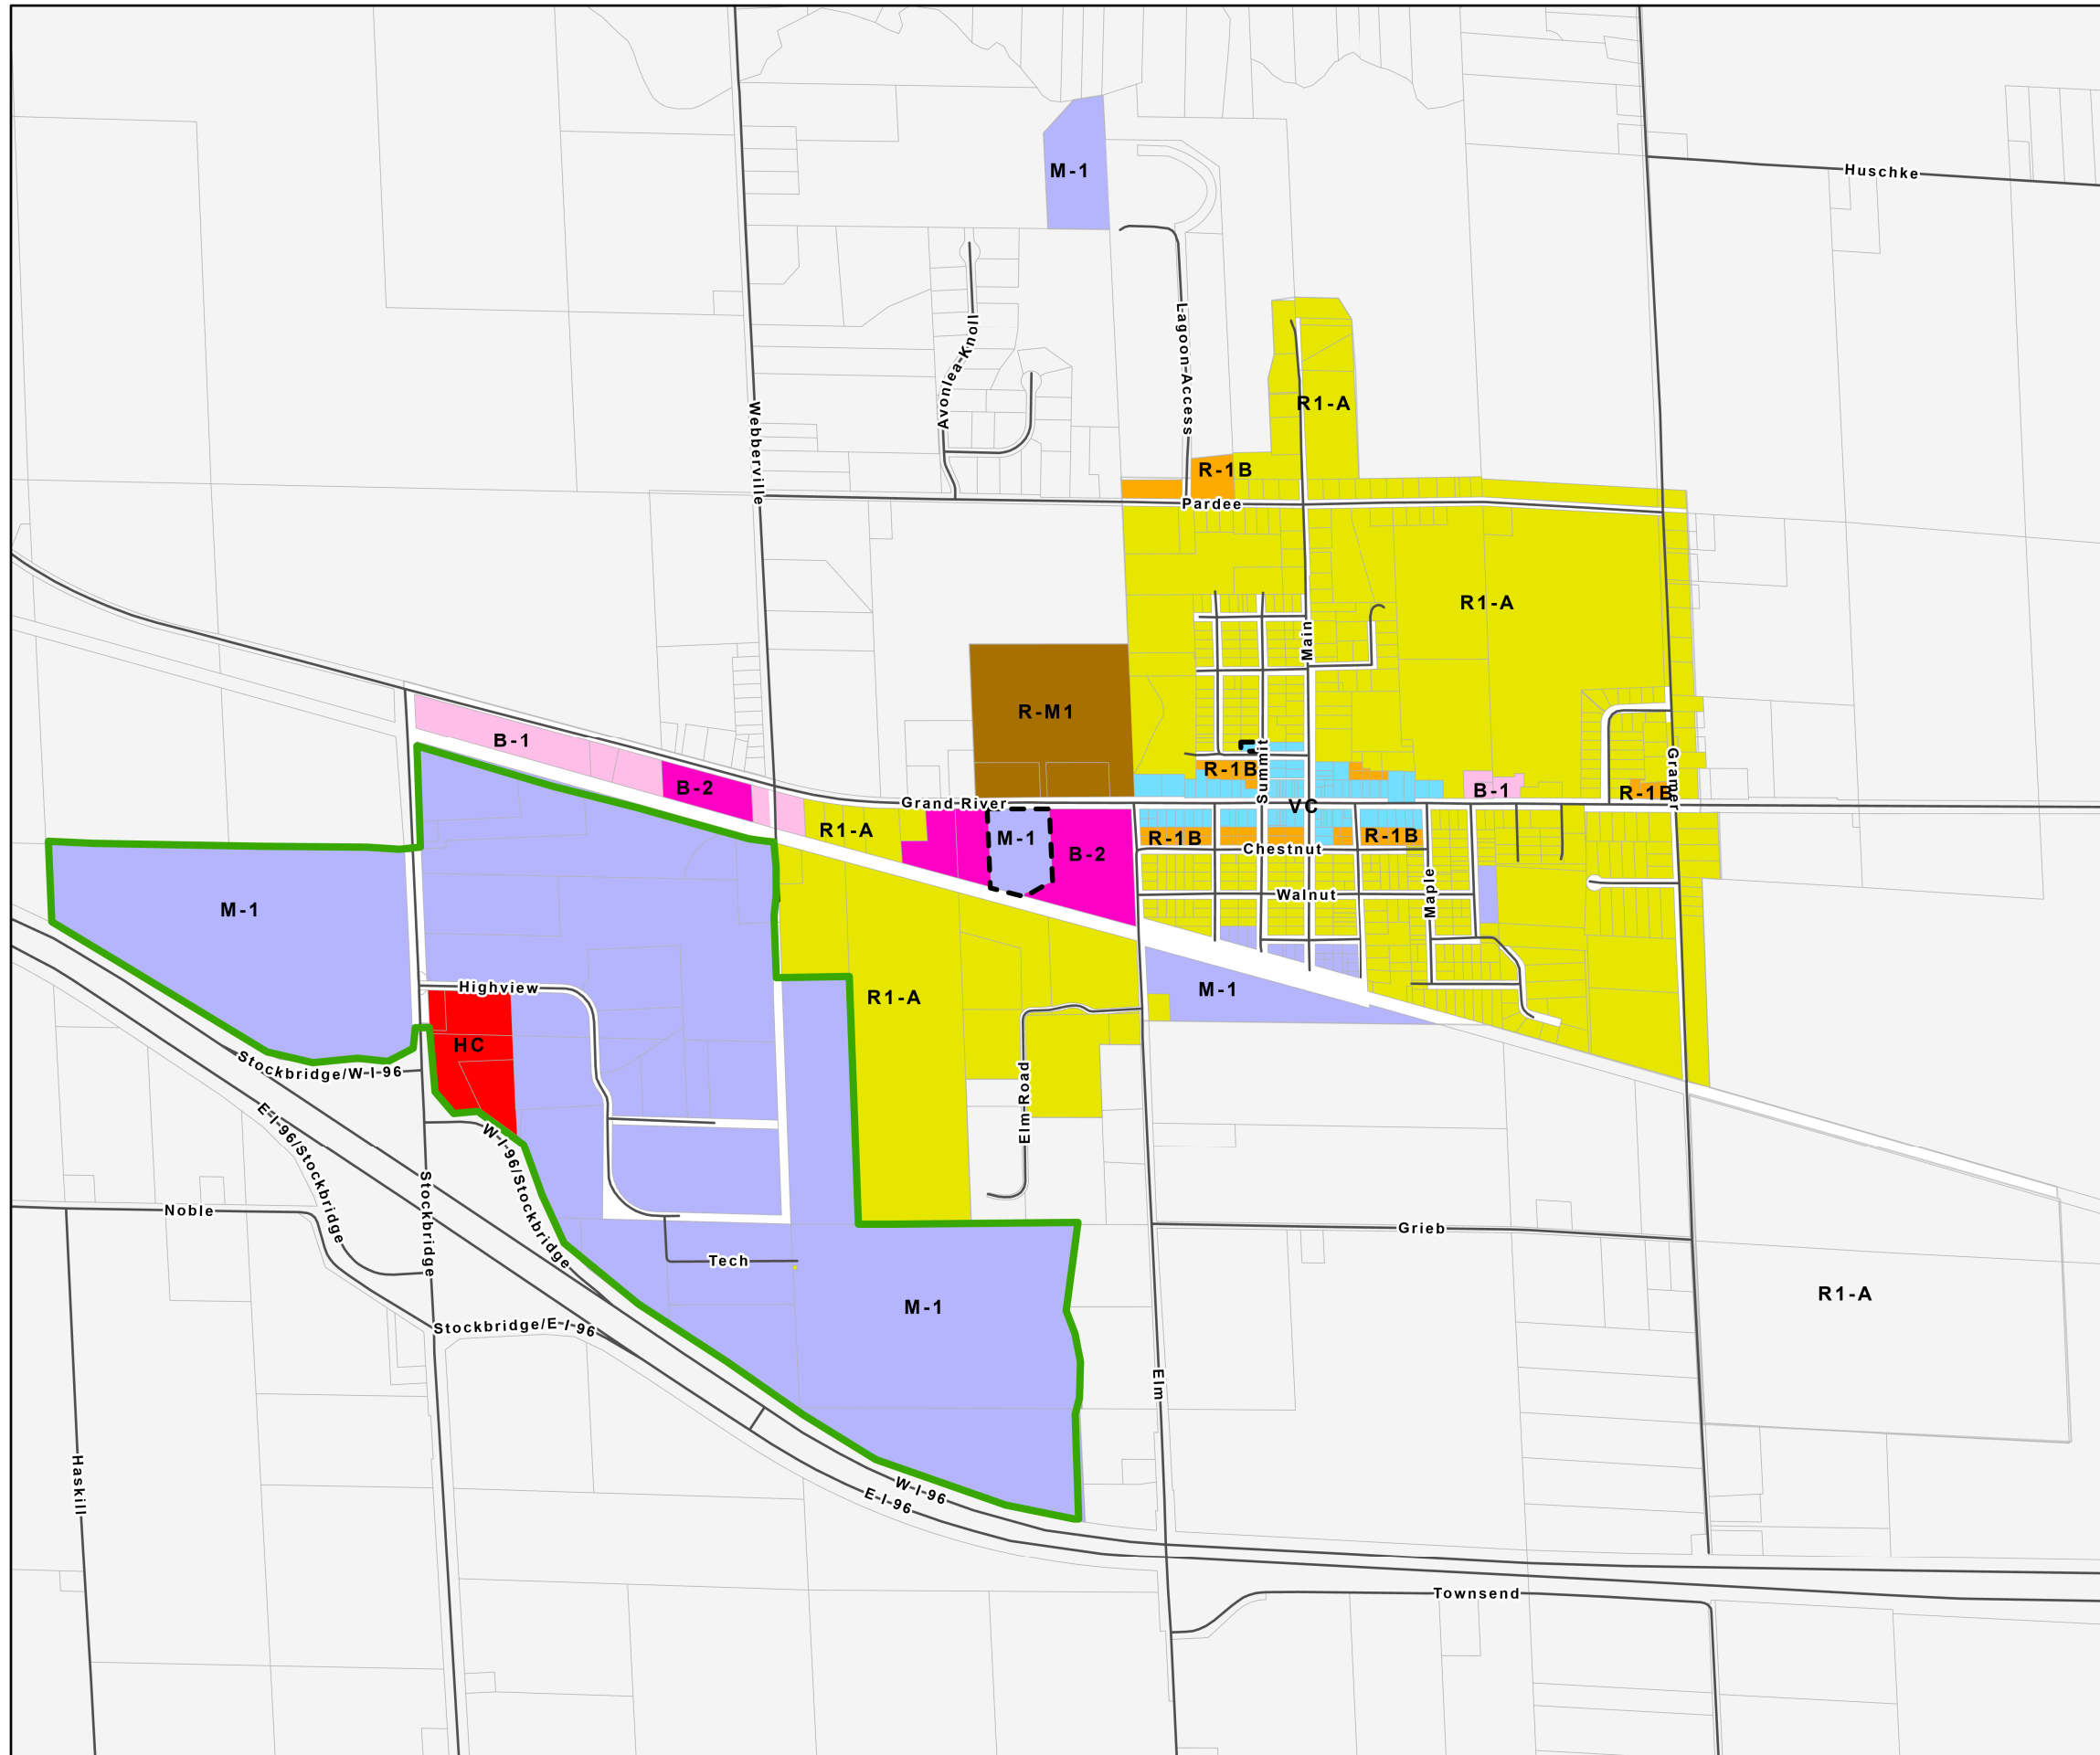 M-1
Huschke
Lagoon Access
Avonlea Knoll
R1-A
Webberville
R-1B
Pardee
R1-A
Main
R-M1
B-1
B-2
Summit
R-1B
Gramer
B-1
R-1B
Grand River
VC
R1-A
M-1
B-2
R-1B
R-1B
Chestnut
Walnut
Maple
M-1
Highview
R1-A
M-1
HC
Stockbridge/W I-96
E I-96/Stockbridge
W I-96/Stockbridge
Elm Road
Noble
Stockbridge
Grieb
Tech
R1-A
M-1
Stockbridge/E I-96
Elm
Haskill
W I-96
E I-96
Townsend